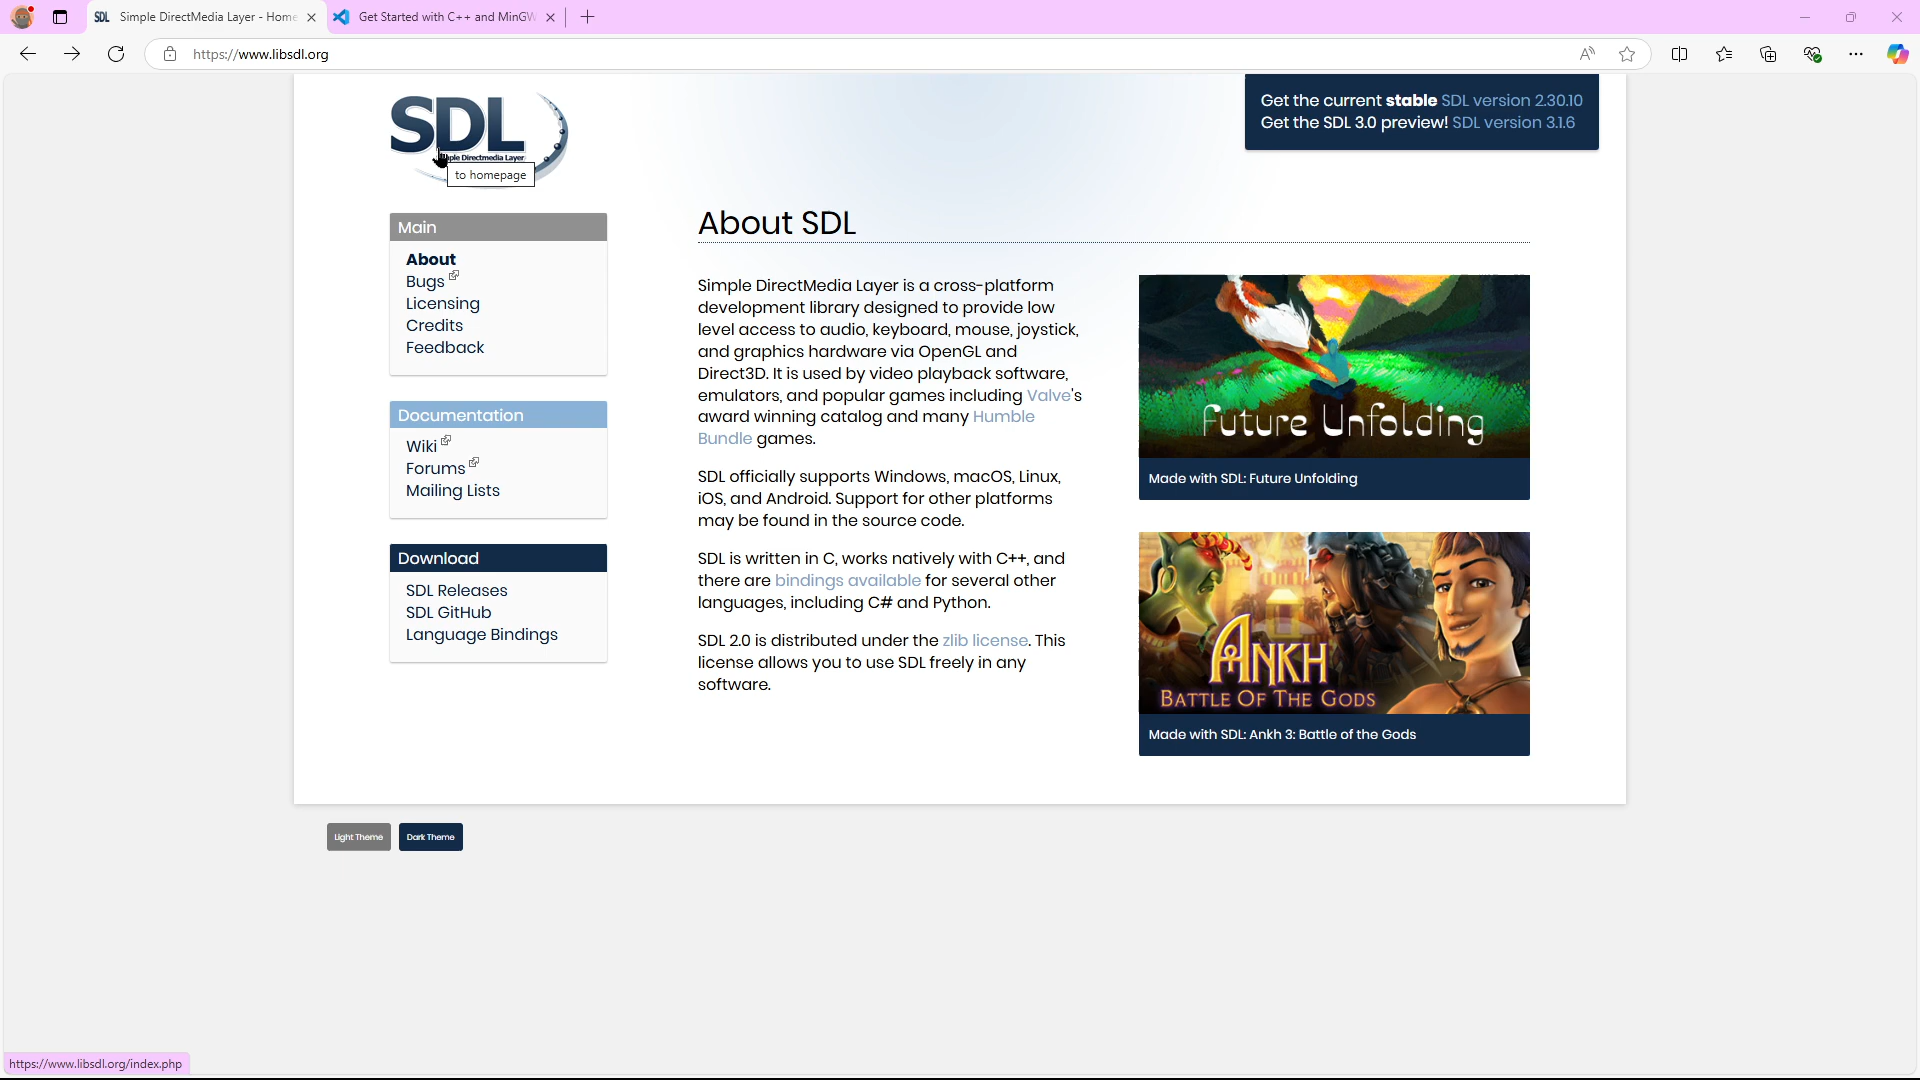 Simple DirectMedia Layer - Home
Get Started with C++ and MinGW
https://www.libsdl.org
SDL
Simple Directmedia Layer
to homepage
Get the current stable SDL version 2.30.10
Get the SDL 3.0 preview! SDL version 3.1.6
Main
About
Bugs
Licensing
Credits
Feedback
Documentation
Wiki
Forums
Mailing Lists
Download
SDL Releases
SDL GitHub
Language Bindings
About SDL
Simple DirectMedia Layer is a cross-platform
development library designed to provide low
level access to audio, keyboard, mouse, joystick,
and graphics hardware via OpenGL and
Direct3D. It is used by video playback software,
emulators, and popular games including Valve's
award winning catalog and many Humble
Bundle games.
SDL officially supports Windows, macOS, Linux,
iOS, and Android. Support for other platforms
may be found in the source code.
SDL is written in C, works natively with C++, and
there are bindings available for several other
languages, including C# and Python.
SDL 2.0 is distributed under the zlib license. This
license allows you to use SDL freely in any
software.
Future Unfolding
Made with SDL: Future Unfolding
ANKH
BATTLE OF THE GODS
Made with SDL: Ankh 3: Battle of the Gods
Light Theme
Dark Theme
https://www.libsdl.org/index.php